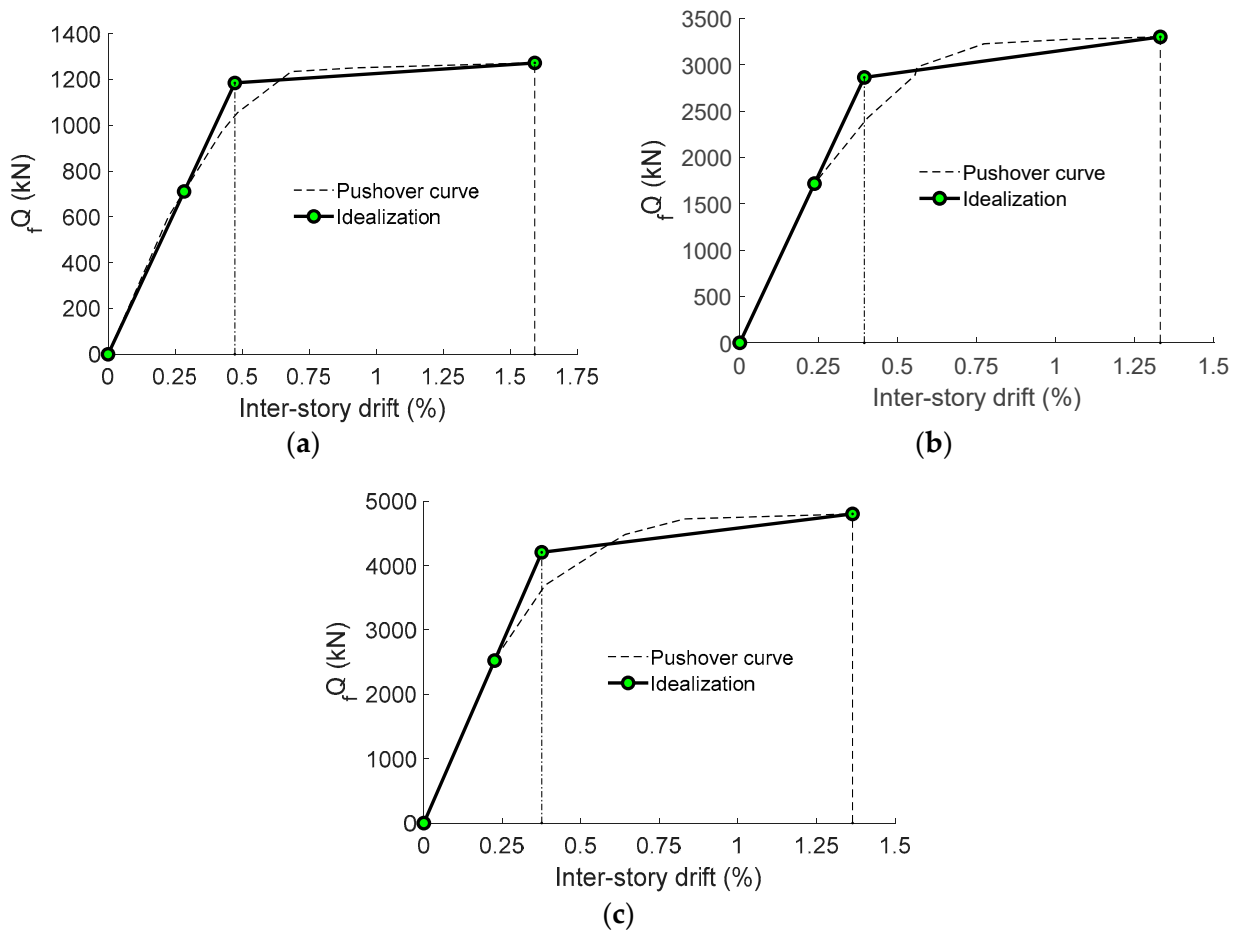 1400
1200
1000
800
600
400
200
0
fQ (kN)
Pushover curve
Idealization
0 0.25 0.5 0.75 1 1.25 1.5 1.75
Inter-story drift (%)
(a)
3500
3000
2500
2000
1500
1000
500
0
fQ (kN)
Pushover curve
Idealization
0 0.25 0.5 0.75 1 1.25 1.5
Inter-story drift (%)
(b)
5000
4000
3000
2000
1000
0
fQ (kN)
Pushover curve
Idealization
0 0.25 0.5 0.75 1 1.25 1.5
Inter-story drift (%)
(c)